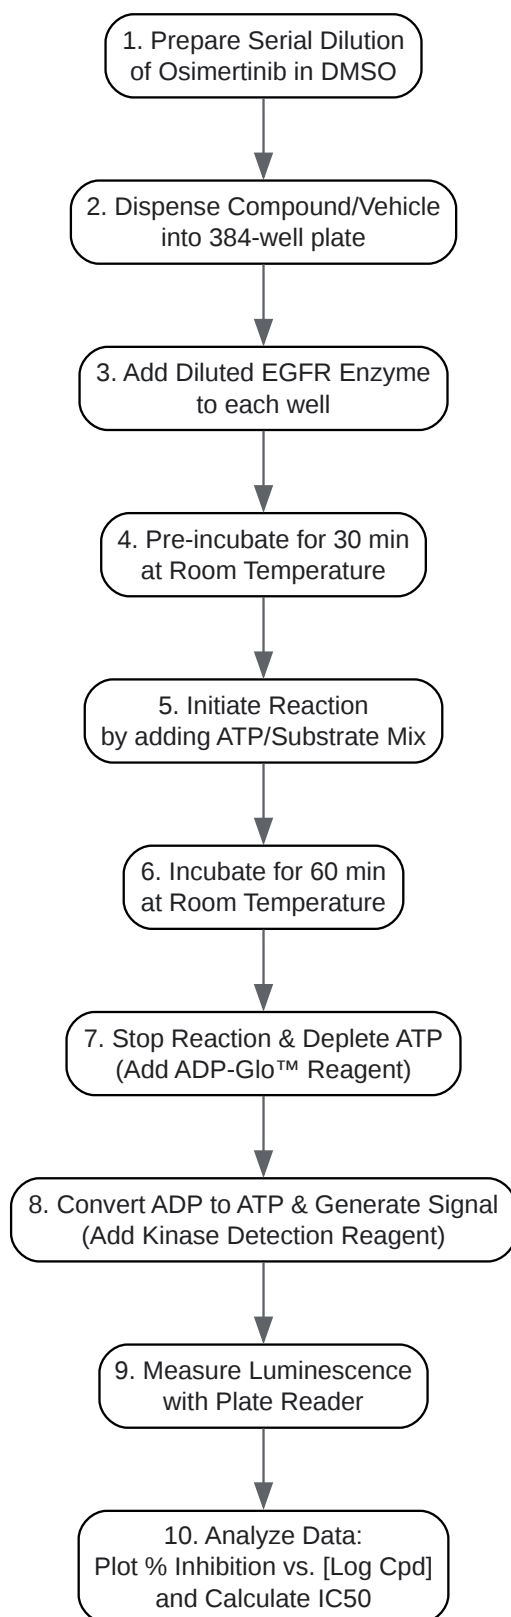 1. Prepare Serial Dilution
of Osimertinib in DMSO
2. Dispense Compound/Vehicle
into 384-well plate
3. Add Diluted EGFR Enzyme
to each well
4. Pre-incubate for 30 min
at Room Temperature
5. Initiate Reaction
by adding ATP/Substrate Mix
6. Incubate for 60 min
at Room Temperature
7. Stop Reaction & Deplete ATP
(Add ADP-Glo™ Reagent)
8. Convert ADP to ATP & Generate Signal
(Add Kinase Detection Reagent)
9. Measure Luminescence
with Plate Reader
10. Analyze Data:
Plot % Inhibition vs. [Log Cpd]
and Calculate IC50